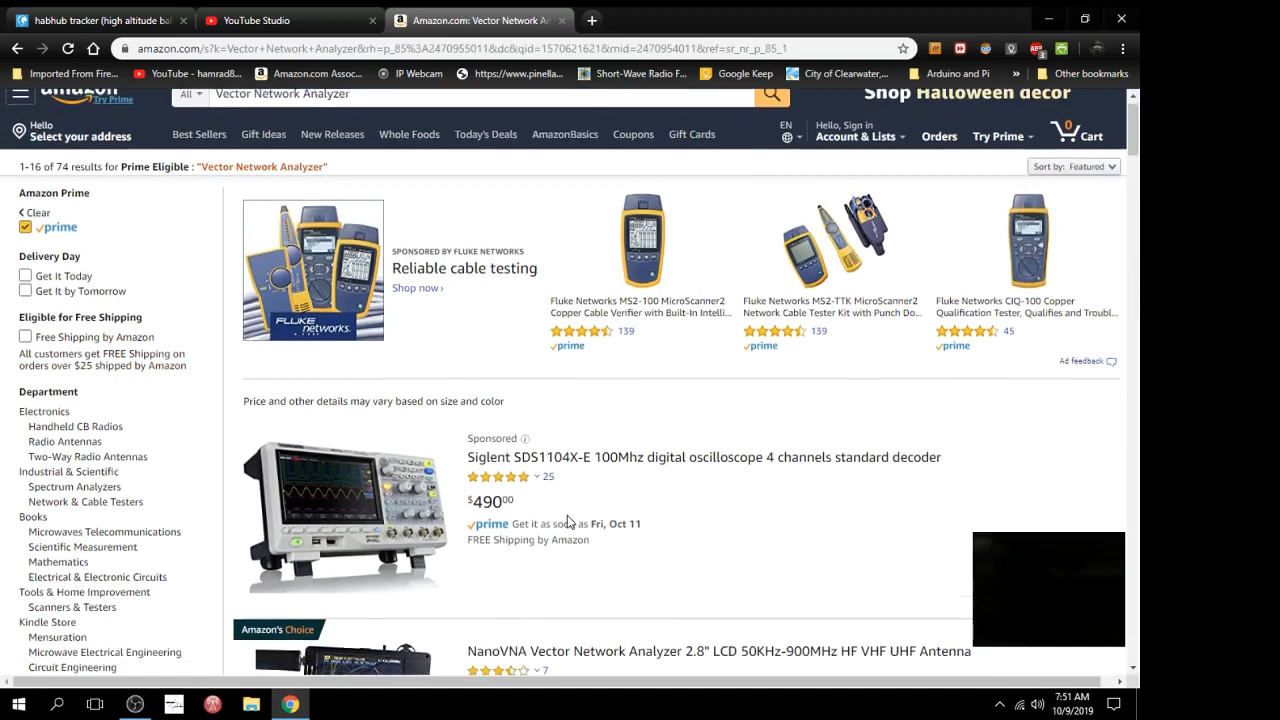 habhub tracker (high altitude bal
YouTube Studio
Amazon.com: Vector Network An
amazon.com/s?k=Vector+Network+Analyzer&rh=p_85%3A2470955011&dc&qid=1570621621&rnid=2470954011&ref=sr_nr_p_85_1
Imported From Fire...
YouTube - hamrad8...
Amazon.com Assoc...
IP Webcam
https://www.pinella...
Short-Wave Radio F...
Google Keep
City of Clearwater,...
Arduino and Pi
»
Other bookmarks
amazon
Try Prime
All
Vector Network Analyzer
Shop Halloween decor
Hello
Select your address
Best Sellers
Gift Ideas
New Releases
Whole Foods
Today's Deals
AmazonBasics
Coupons
Gift Cards
EN
Hello, Sign in
Account & Lists
Orders
Try Prime
0
Cart
1-16 of 74 results for Prime Eligible : "Vector Network Analyzer"
Sort by: Featured
Amazon Prime
Clear
prime
Delivery Day
Get It Today
Get It by Tomorrow
Eligible for Free Shipping
Free Shipping by Amazon
All customers get FREE Shipping on
orders over $25 shipped by Amazon
Department
Electronics
Handheld CB Radios
Radio Antennas
Two-Way Radio Antennas
Industrial & Scientific
Spectrum Analyzers
Network & Cable Testers
Books
Microwaves Telecommunications
Scientific Measurement
Mathematics
Electrical & Electronic Circuits
Tools & Home Improvement
Scanners & Testers
Kindle Store
Mensuration
Microwave Electrical Engineering
Circuit Engineering
FLUKE
networks.
SPONSORED BY FLUKE NETWORKS
Reliable cable testing
Shop now ›
Fluke Networks MS2-100 MicroScanner2
Copper Cable Verifier with Built-In Intelli...
139
prime
Fluke Networks MS2-TTK MicroScanner2
Network Cable Tester Kit with Punch Do...
139
prime
Fluke Networks CIQ-100 Copper
Qualification Tester, Qualifies and Troubl...
45
prime
Ad feedback
Price and other details may vary based on size and color
Sponsored
Siglent SDS1104X-E 100Mhz digital oscilloscope 4 channels standard decoder
25
$49000
prime Get it as soon as Fri, Oct 11
FREE Shipping by Amazon
Amazon's Choice
NanoVNA Vector Network Analyzer 2.8" LCD 50KHz-900MHz HF VHF UHF Antenna
7
7:51 AM
10/9/2019